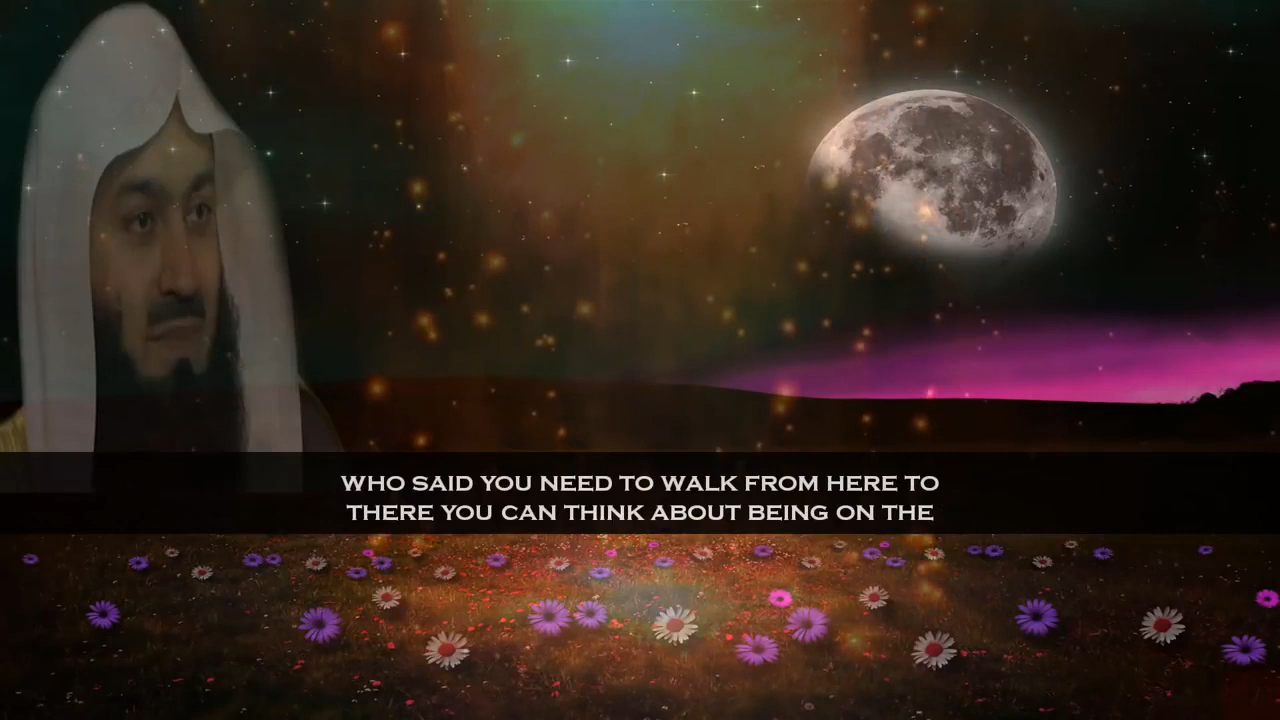 WHO SAID YOU NEED TO WALK FROM HERE TO
THERE YOU CAN THINK ABOUT BEING ON THE